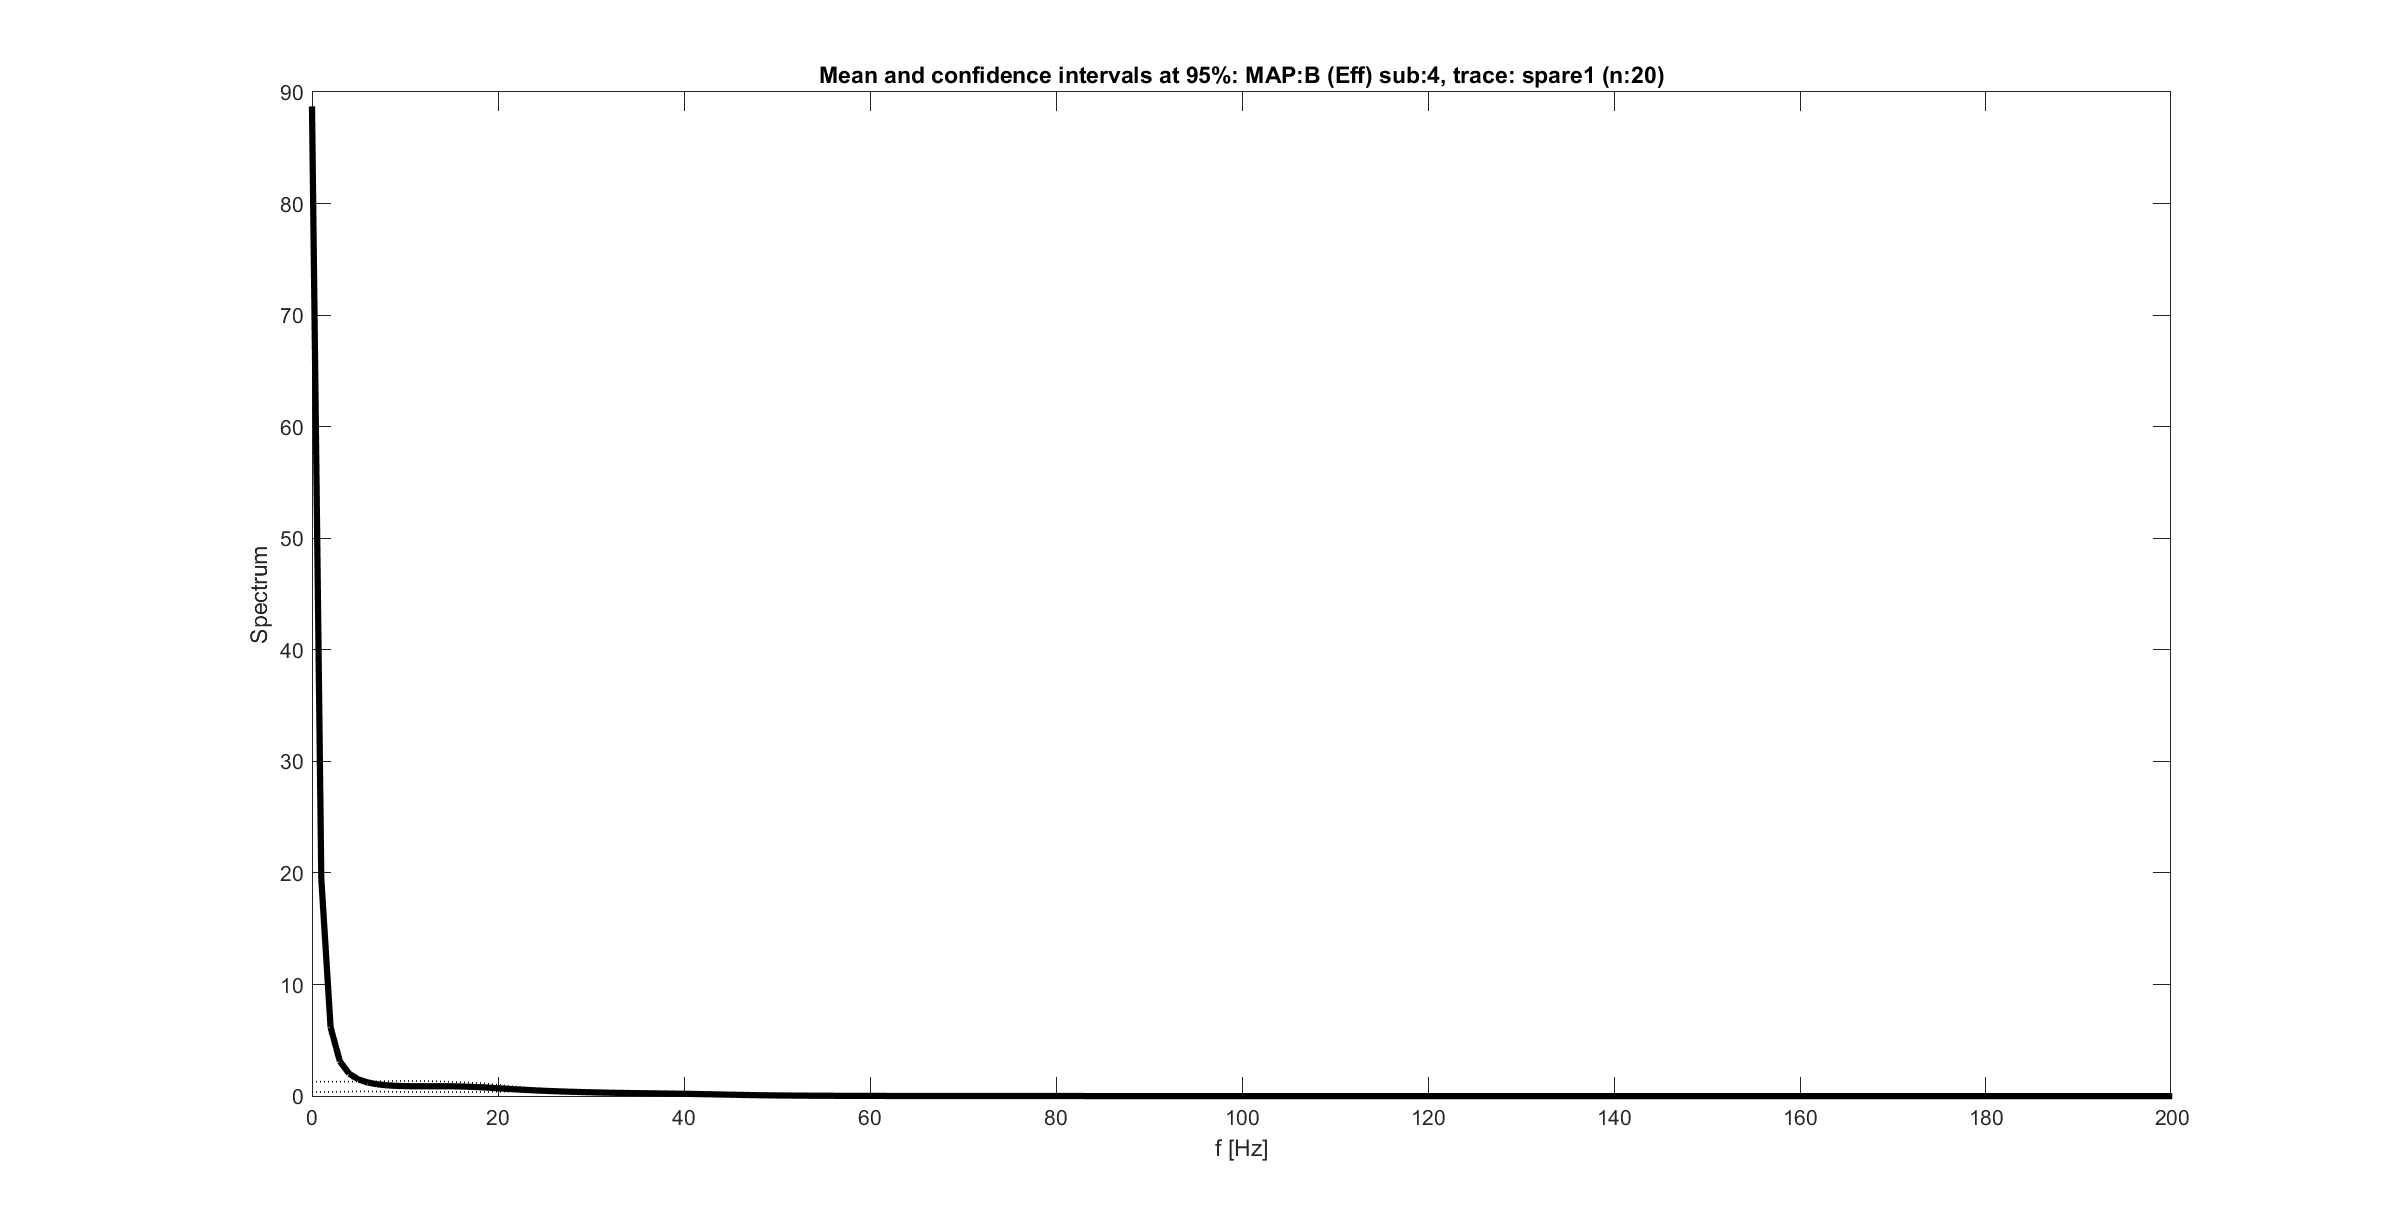 Mean and confidence intervals at 95%: MAP:B (Eff) sub:4, trace: spare1 (n:20)
90
80
70
60
50
40
30
20
10
0
Spectrum
0 20 40 60 80 100 120 140 160 180 200
f [Hz]